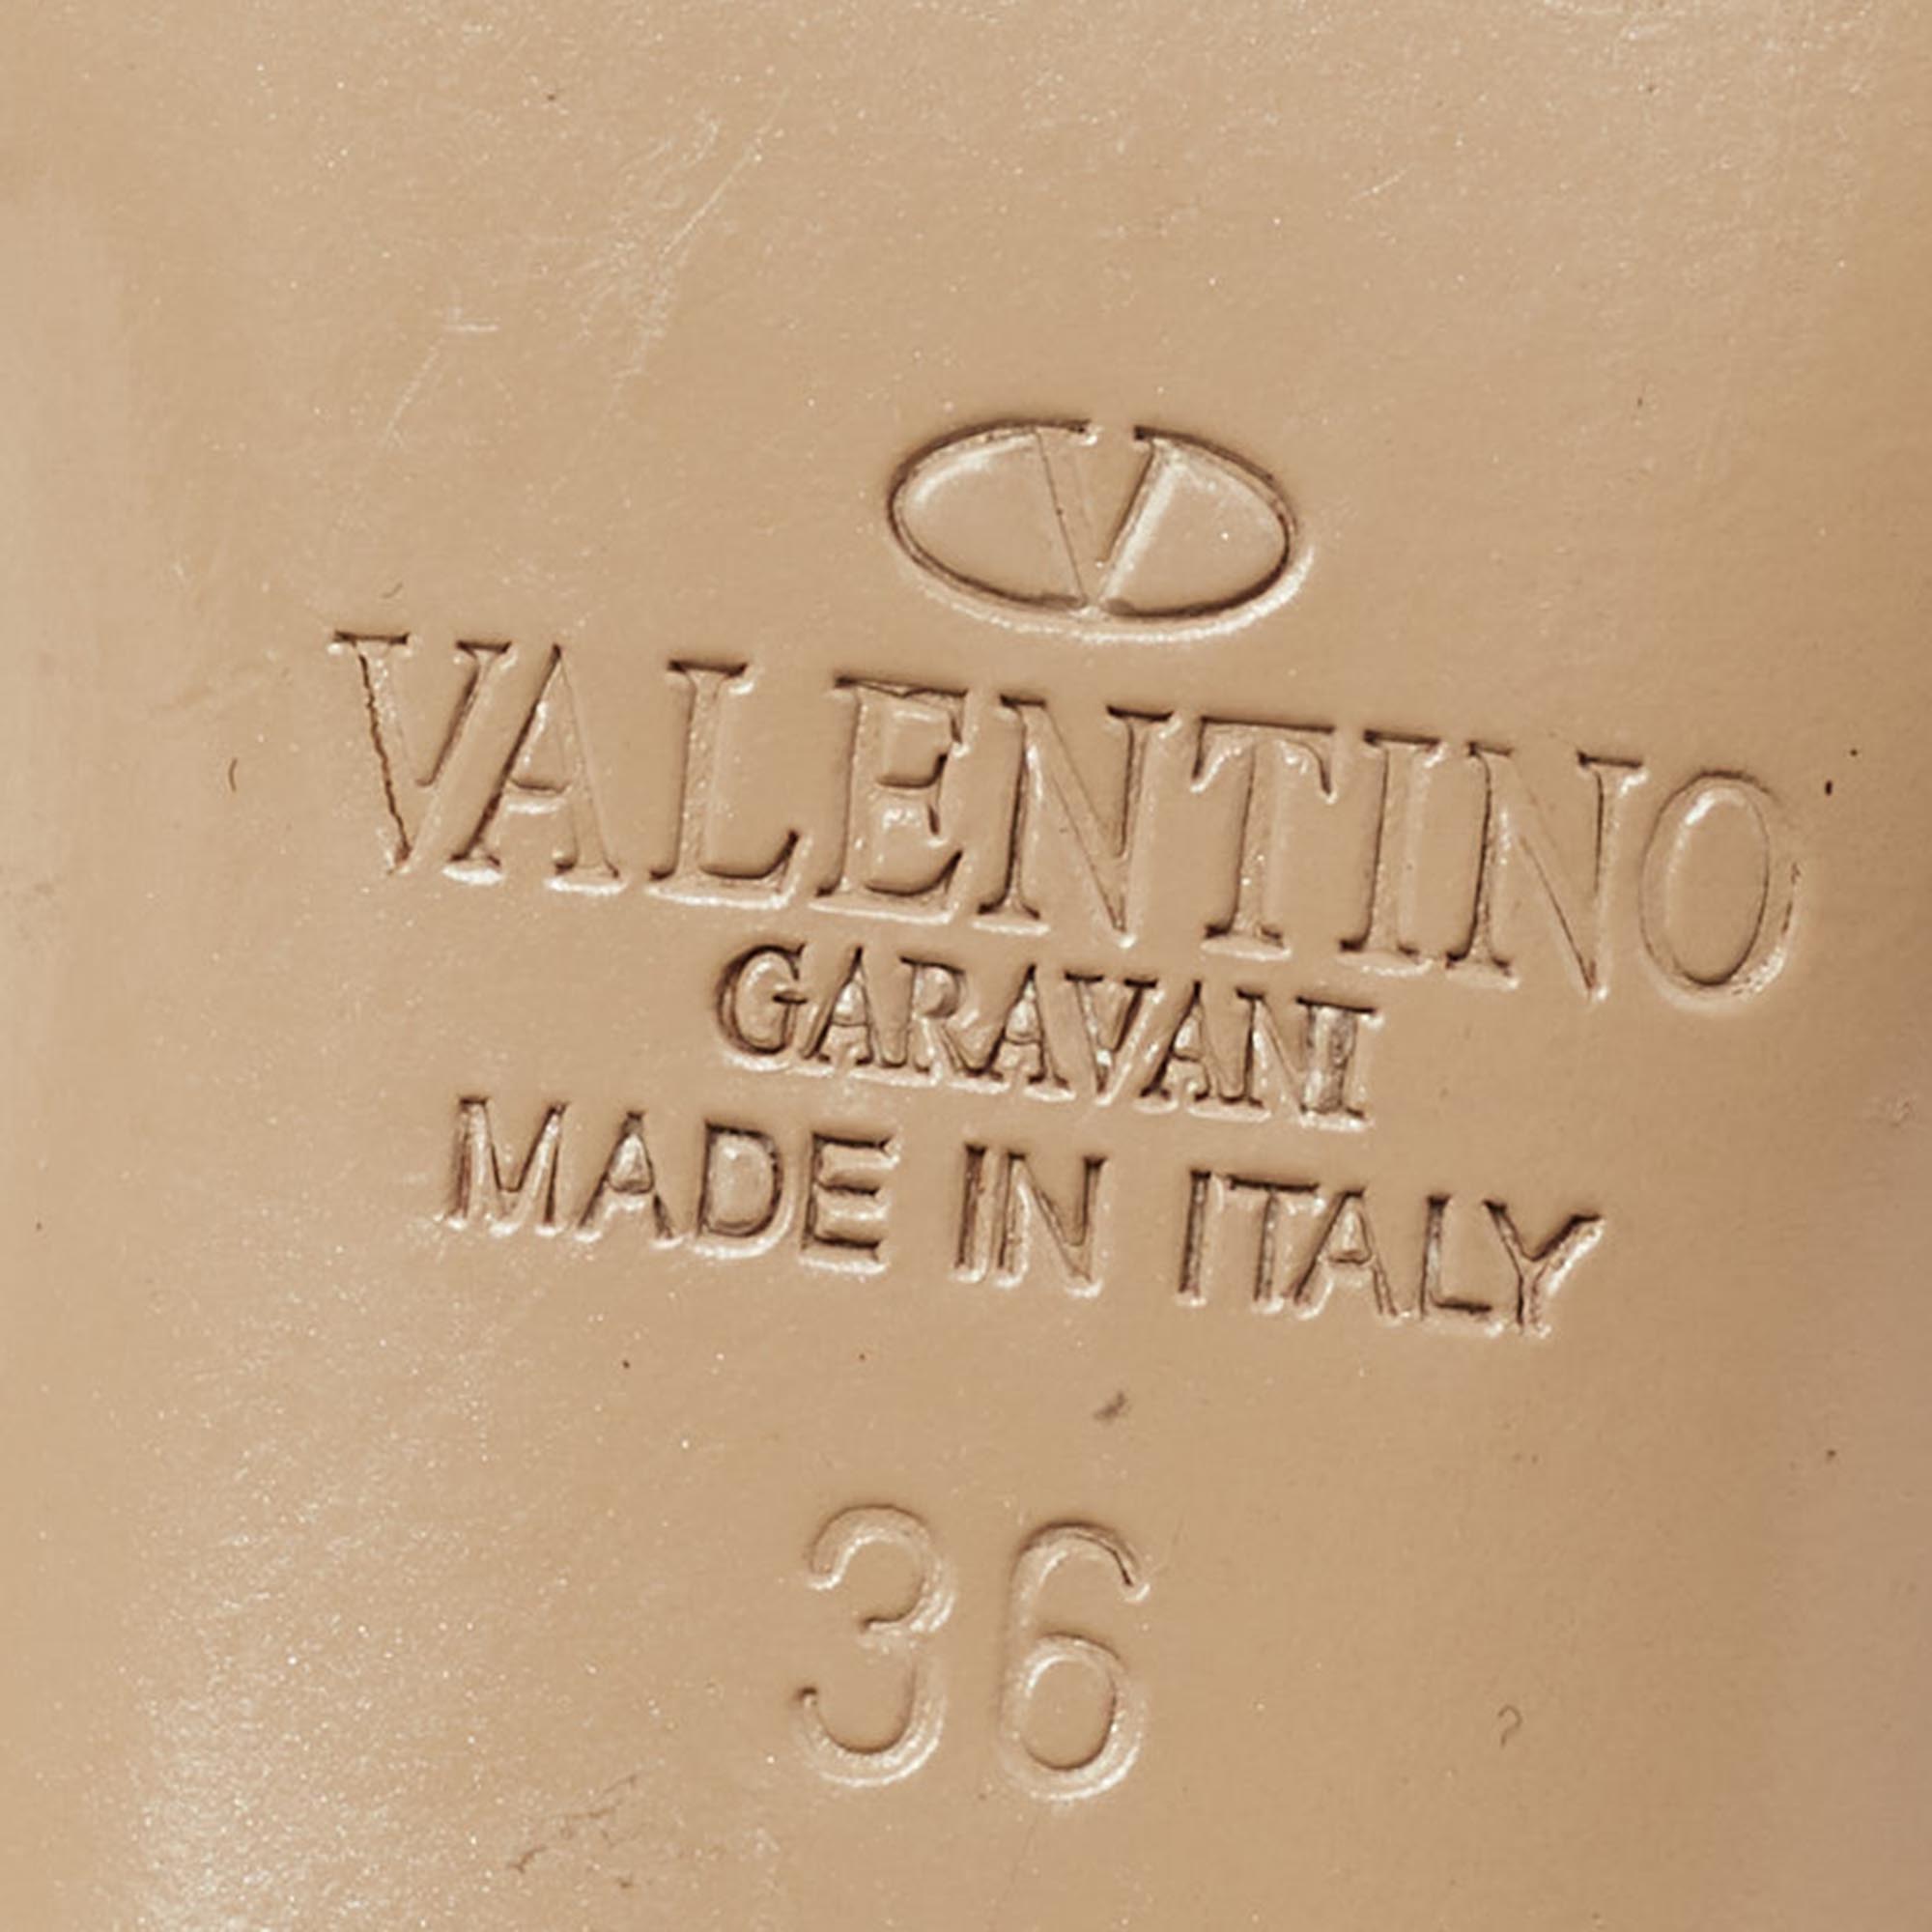 V
VALENTINO
GARAVANI
MADE IN ITALY
36